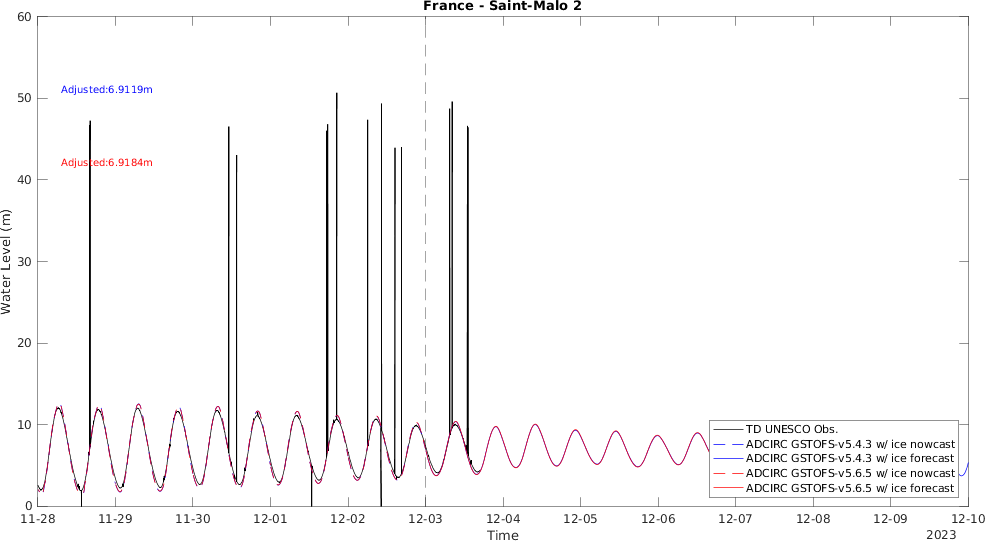 France - Saint-Malo 2
60
50
40
30
20
10
0
Water Level (m)
Adjusted:6.9119m
Adjusted:6.9184m
TD UNESCO Obs.
ADCIRC GSTOFS-v5.4.3 w/ ice nowcast
ADCIRC GSTOFS-v5.4.3 w/ ice forecast
ADCIRC GSTOFS-v5.6.5 w/ ice nowcast
ADCIRC GSTOFS-v5.6.5 w/ ice forecast
11-28 11-29 11-30 12-01 12-02 12-03 12-04 12-05 12-06 12-07 12-08 12-09 12-10
Time
2023